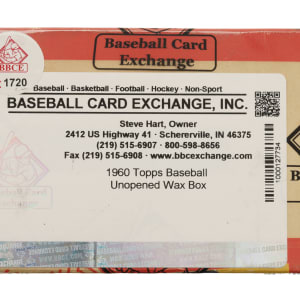 BBCE
1720
Baseball Card
Exchange
Baseball · Basketball · Football · Hockey · Non-Sport
BASEBALL CARD EXCHANGE, INC.
Steve Hart, Owner
2412 US Highway 41 · Schererville, IN 46375
(219) 515-6907 · 800-598-8656
Fax (219) 515-6908 · www.bbcexchange.com
1960 Topps Baseball
Unopened Wax Box
000127734